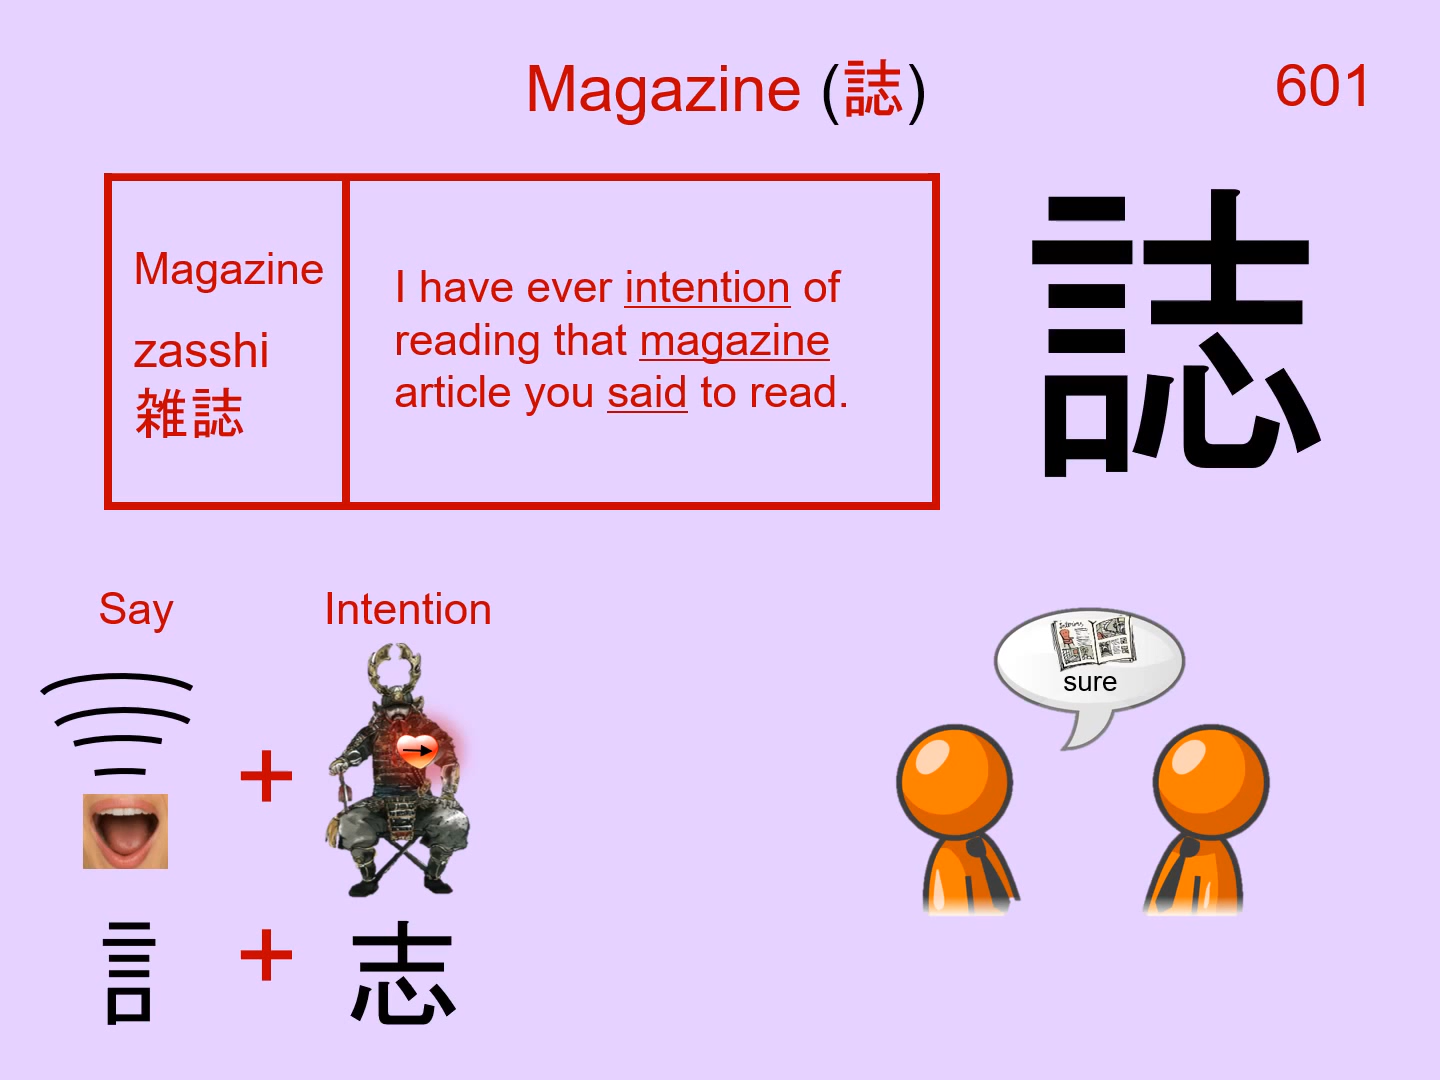 Magazine (誌)
601
Magazine
zasshi
雑誌
I have ever intention of
reading that magazine
article you said to read.
誌
Say
Intention
+
sure
訁 + 志